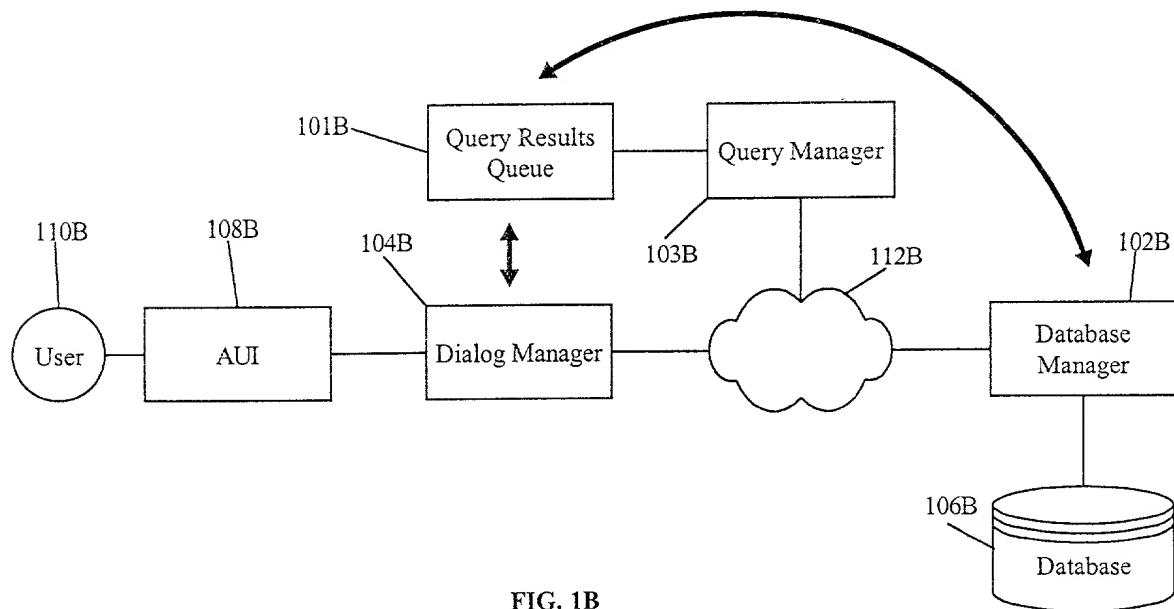 101B
Query Results
Queue
Query Manager
110B
108B
104B
103B
112B
102B
User
AUI
Dialog Manager
Database
Manager
106B
Database
FIG. 1B